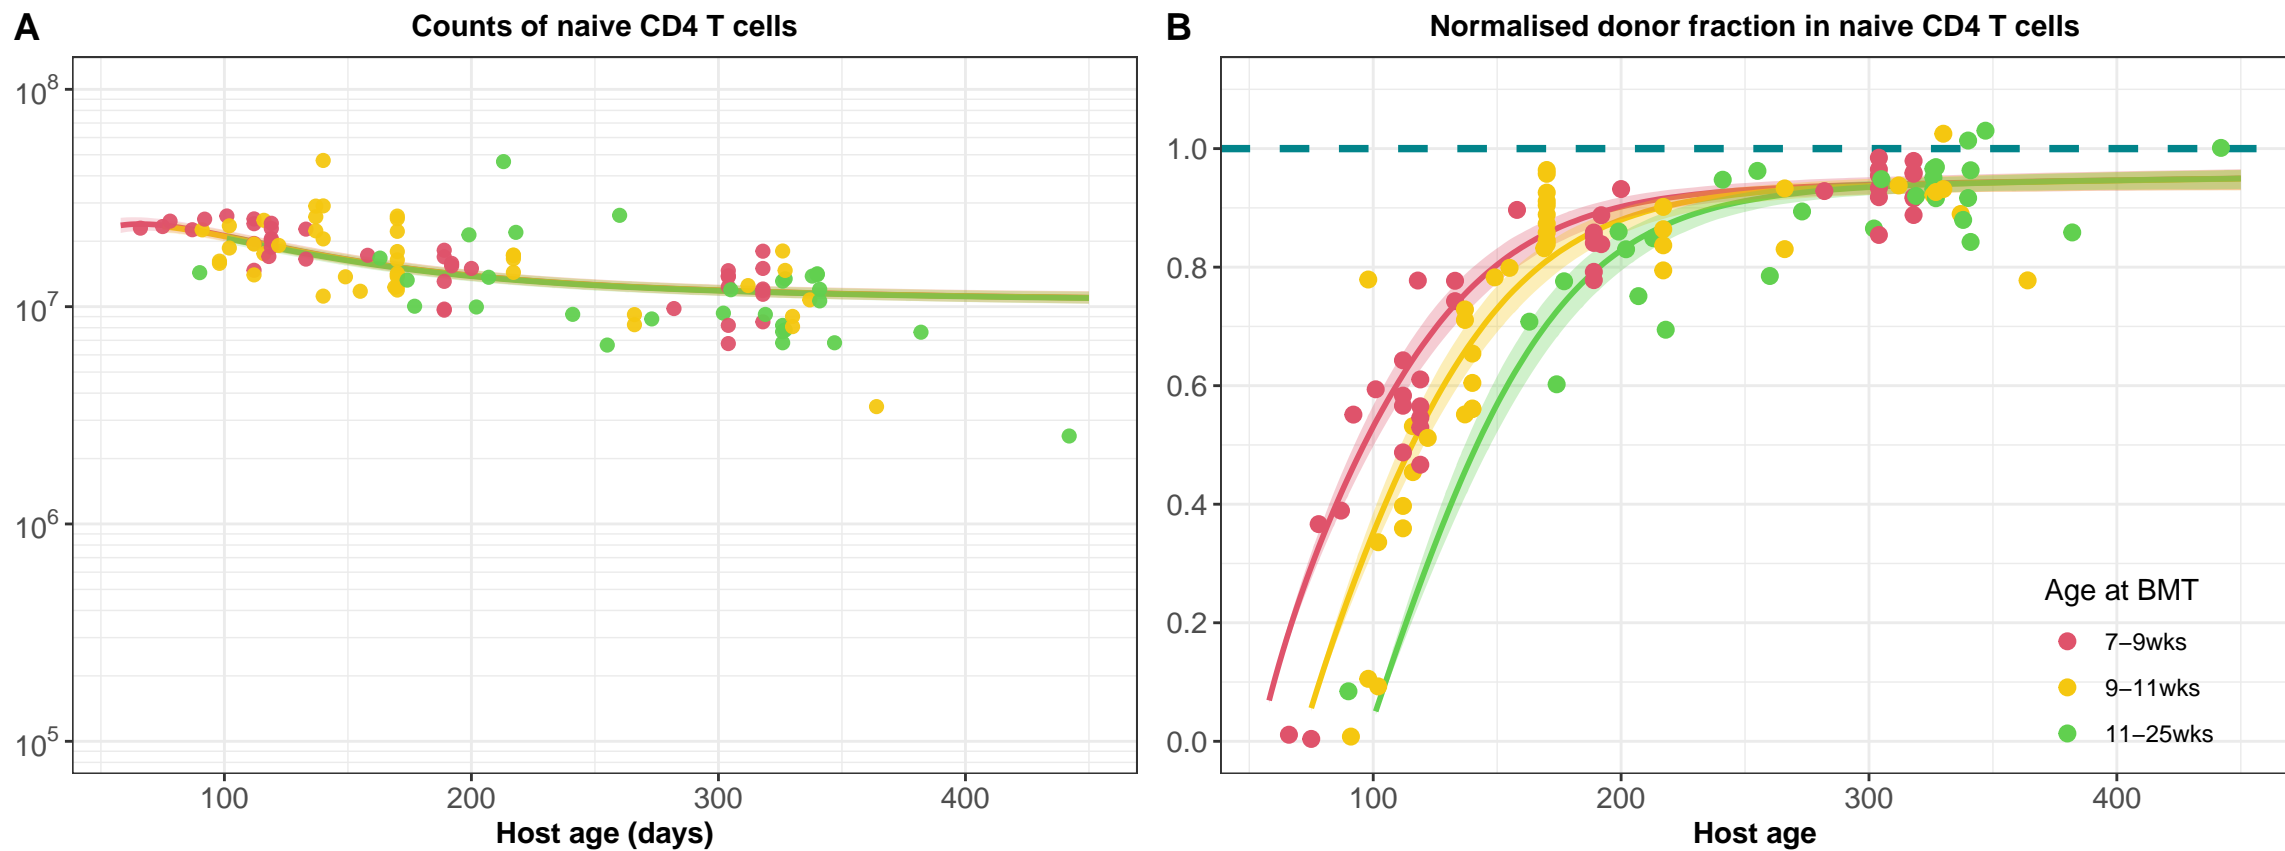 A Counts of naive CD4 T cells
10^8
10^7
10^6
10^5
100 200 300 400
Host age (days)
B Normalised donor fraction in naive CD4 T cells
1.0
0.8
0.6
0.4
0.2
0.0
Age at BMT
7–9wks
9–11wks
11–25wks
100 200 300 400
Host age